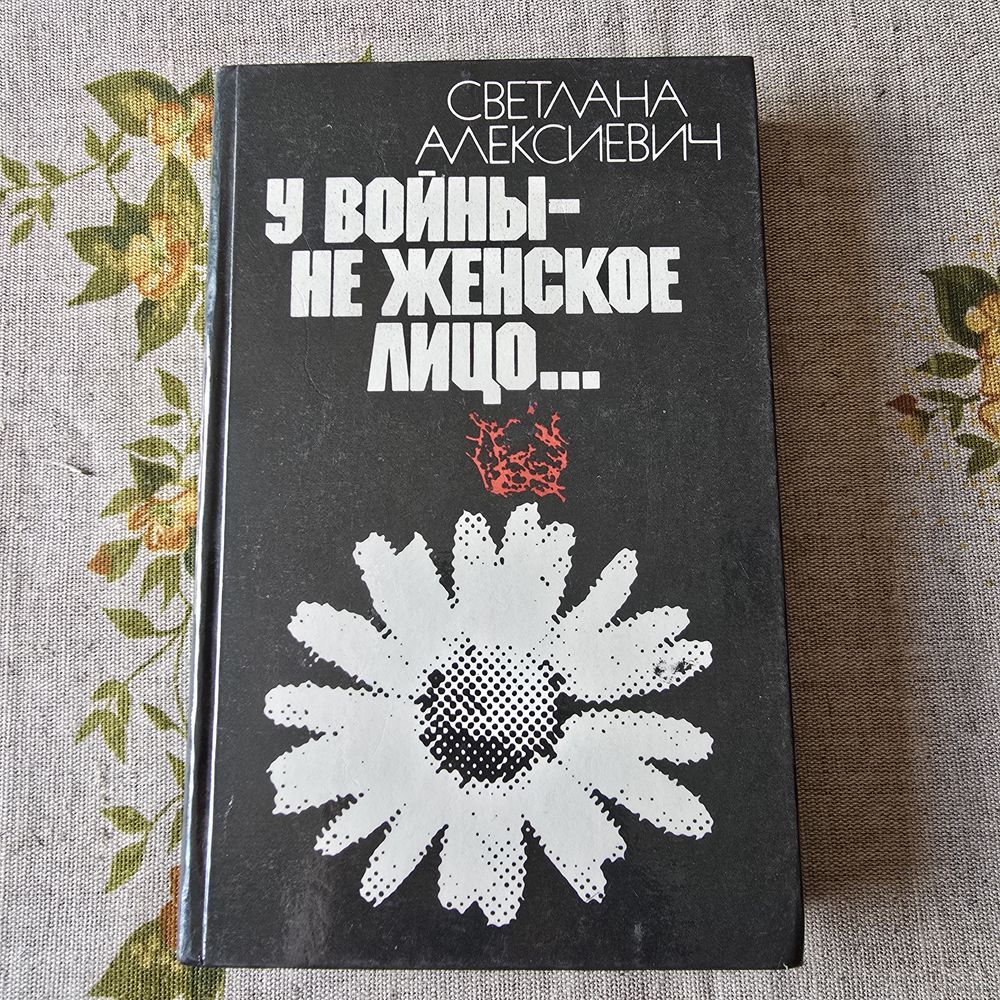 СВЕТЛАНА
АЛЕКСИЕВИЧ
У ВОЙНЫ-
НЕ ЖЕНСКОЕ
ЛИЦО...